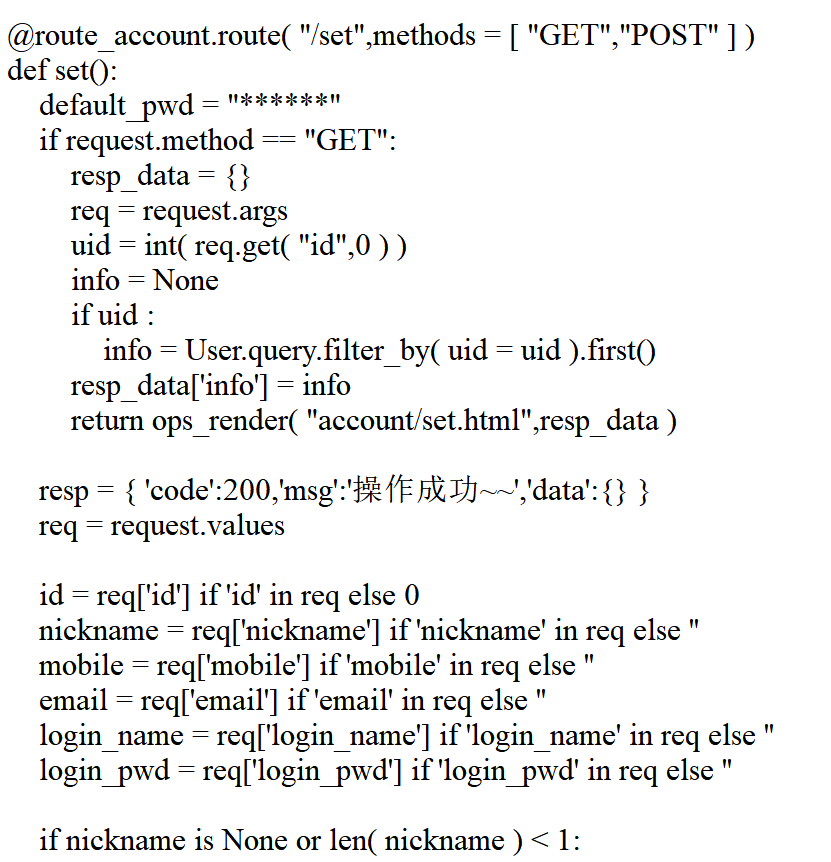 @route_account.route( "/set",methods = [ "GET","POST" ] )
def set():
    default_pwd = "******"
    if request.method == "GET":
        resp_data = {}
        req = request.args
        uid = int( req.get( "id",0 ) )
        info = None
        if uid :
            info = User.query.filter_by( uid = uid ).first()
        resp_data['info'] = info
        return ops_render( "account/set.html",resp_data )

    resp = { 'code':200,'msg':'操作成功~~','data':{} }
    req = request.values

    id = req['id'] if 'id' in req else 0
    nickname = req['nickname'] if 'nickname' in req else ''
    mobile = req['mobile'] if 'mobile' in req else ''
    email = req['email'] if 'email' in req else ''
    login_name = req['login_name'] if 'login_name' in req else ''
    login_pwd = req['login_pwd'] if 'login_pwd' in req else ''

    if nickname is None or len( nickname ) < 1: